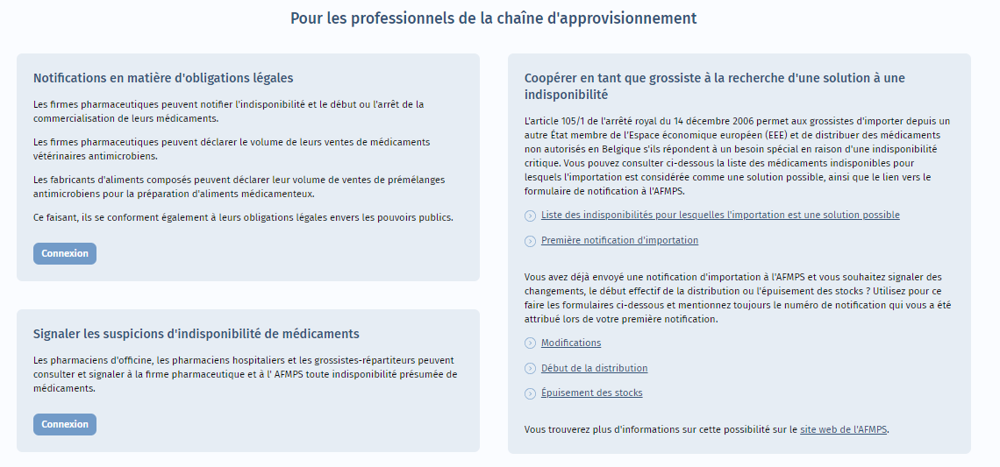 Pour les professionnels de la chaîne d'approvisionnement
Notifications en matière d'obligations légales
Les firmes pharmaceutiques peuvent notifier l'indisponibilité et le début ou l'arrêt de la
commercialisation de leurs médicaments.
Les firmes pharmaceutiques peuvent déclarer le volume de leurs ventes de médicaments
vétérinaires antimicrobiens.
Les fabricants d'aliments composés peuvent déclarer leur volume de ventes de prémélanges
antimicrobiens pour la préparation d'aliments médicamenteux.
Ce faisant, ils se conforment également à leurs obligations légales envers les pouvoirs publics.
Connexion
Signaler les suspicions d'indisponibilité de médicaments
Les pharmaciens d'officine, les pharmaciens hospitaliers et les grossistes-répartiteurs peuvent
consulter et signaler à la firme pharmaceutique et à l' AFMPS toute indisponibilité présumée de
médicaments.
Connexion
Coopérer en tant que grossiste à la recherche d'une solution à une
indisponibilité
L'article 105/1 de l'arrêté royal du 14 décembre 2006 permet aux grossistes d'importer depuis un
autre État membre de l'Espace économique européen (EEE) et de distribuer des médicaments
non autorisés en Belgique s'ils répondent à un besoin spécial en raison d'une indisponibilité
critique. Vous pouvez consulter ci-dessous la liste des médicaments indisponibles pour
lesquels l'importation est considérée comme une solution possible, ainsi que le lien vers le
formulaire de notification à l'AFMPS.
Liste des indisponibilités pour lesquelles l'importation est une solution possible
Première notification d'importation
Vous avez déjà envoyé une notification d'importation à l'AFMPS et vous souhaitez signaler des
changements, le début effectif de la distribution ou l'épuisement des stocks ? Utilisez pour ce
faire les formulaires ci-dessous et mentionnez toujours le numéro de notification qui vous a été
attribué lors de votre première notification.
Modifications
Début de la distribution
Épuisement des stocks
Vous trouverez plus d'informations sur cette possibilité sur le site web de l'AFMPS.